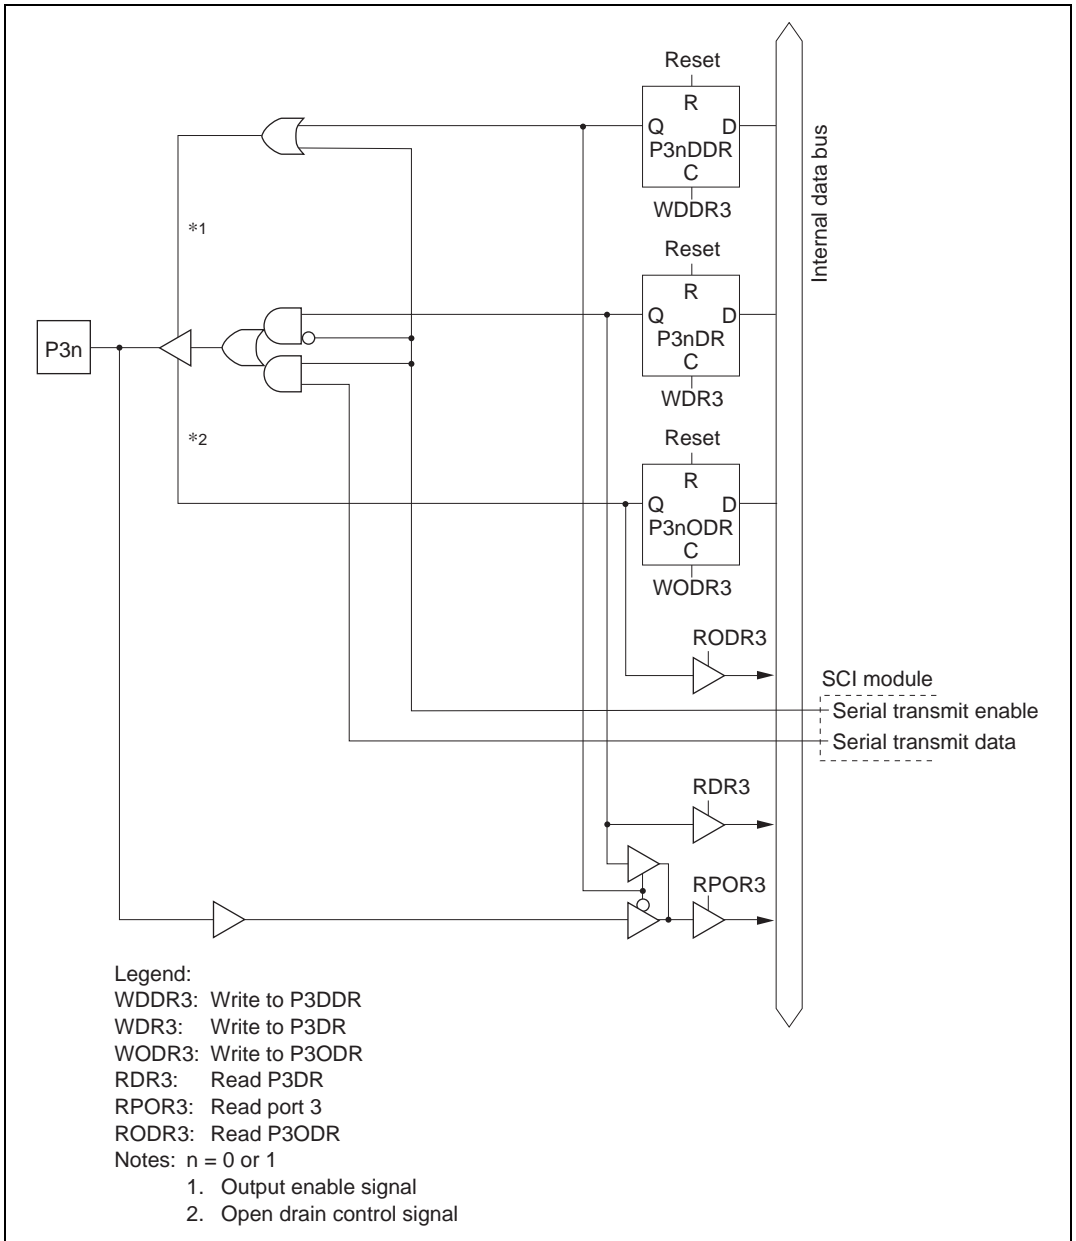 Reset
R
Q D
P3nDDR
C
WDDR3
Internal data bus
*1
Reset
R
Q D
P3nDR
C
WDR3
P3n
*2
Reset
R
Q D
P3nODR
C
WODR3
RODR3
SCI module
Serial transmit enable
Serial transmit data
RDR3
RPOR3
Legend:
WDDR3: Write to P3DDR
WDR3: Write to P3DR
WODR3: Write to P3ODR
RDR3: Read P3DR
RPOR3: Read port 3
RODR3: Read P3ODR
Notes: n = 0 or 1
1. Output enable signal
2. Open drain control signal